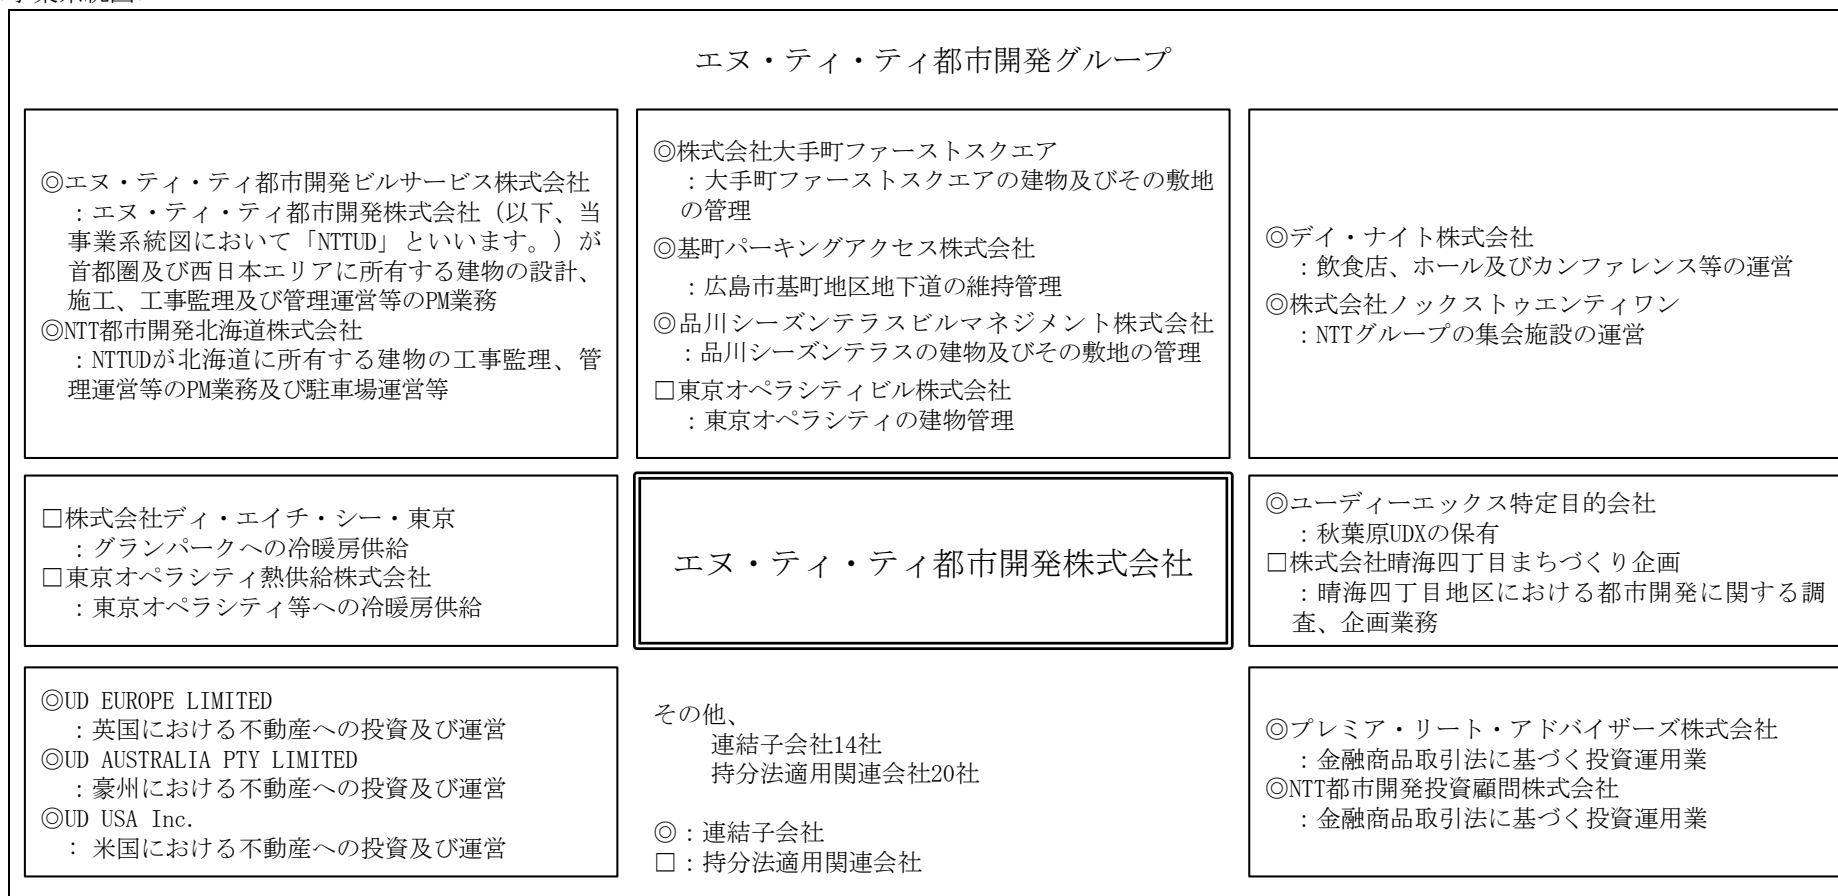 エヌ・ティ・ティ都市開発グループ
◎エヌ・ティ・ティ都市開発ビルサービス株式会社
：エヌ・ティ・ティ都市開発株式会社（以下、当
事業系統図において「NTTUD」といいます。）が
首都圏及び西日本エリアに所有する建物の設計、
施工、工事監理及び管理運営等のPM業務
◎NTT都市開発北海道株式会社
：NTTUDが北海道に所有する建物の工事監理、管
理運営等のPM業務及び駐車場運営等
◎株式会社大手町ファーストスクエア
：大手町ファーストスクエアの建物及びその敷地
の管理
◎基町パーキングアクセス株式会社
：広島市基町地区地下道の維持管理
◎品川シーズンテラスビルマネジメント株式会社
：品川シーズンテラスの建物及びその敷地の管理
□東京オペラシティビル株式会社
：東京オペラシティの建物管理
◎デイ・ナイト株式会社
：飲食店、ホール及びカンファレンス等の運営
◎株式会社ノックストゥエンティワン
：NTTグループの集会施設の運営
□株式会社ディ・エイチ・シー・東京
：グランパークへの冷暖房供給
□東京オペラシティ熱供給株式会社
：東京オペラシティ等への冷暖房供給
エヌ・ティ・ティ都市開発株式会社
◎ユーディーエックス特定目的会社
：秋葉原UDXの保有
□株式会社晴海四丁目まちづくり企画
：晴海四丁目地区における都市開発に関する調
査、企画業務
◎UD EUROPE LIMITED
：英国における不動産への投資及び運営
◎UD AUSTRALIA PTY LIMITED
：豪州における不動産への投資及び運営
◎UD USA Inc.
：米国における不動産への投資及び運営
その他、
連結子会社14社
持分法適用関連会社20社
◎：連結子会社
□：持分法適用関連会社
◎プレミア・リート・アドバイザーズ株式会社
：金融商品取引法に基づく投資運用業
◎NTT都市開発投資顧問株式会社
：金融商品取引法に基づく投資運用業